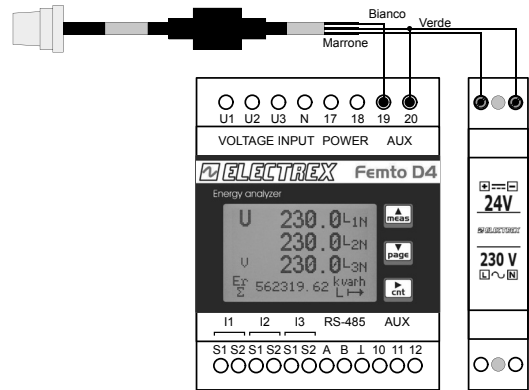 Bianco
Verde
Marrone
U1 U2 U3 N 17 18 19 20
VOLTAGE INPUT POWER AUX
ELECTREX Femto D4
Energy analyzer
U 230.0 L1N
230.0 L2N
U 230.0 L3N
Er Σ 562319.62 kvarh L
meas
page
cnt
I1 I2 I3 RS-485 AUX
S1 S2 S1 S2 S1 S2 A B ⊥ 10 11 12
24V
ELECTREX
230 V
L N